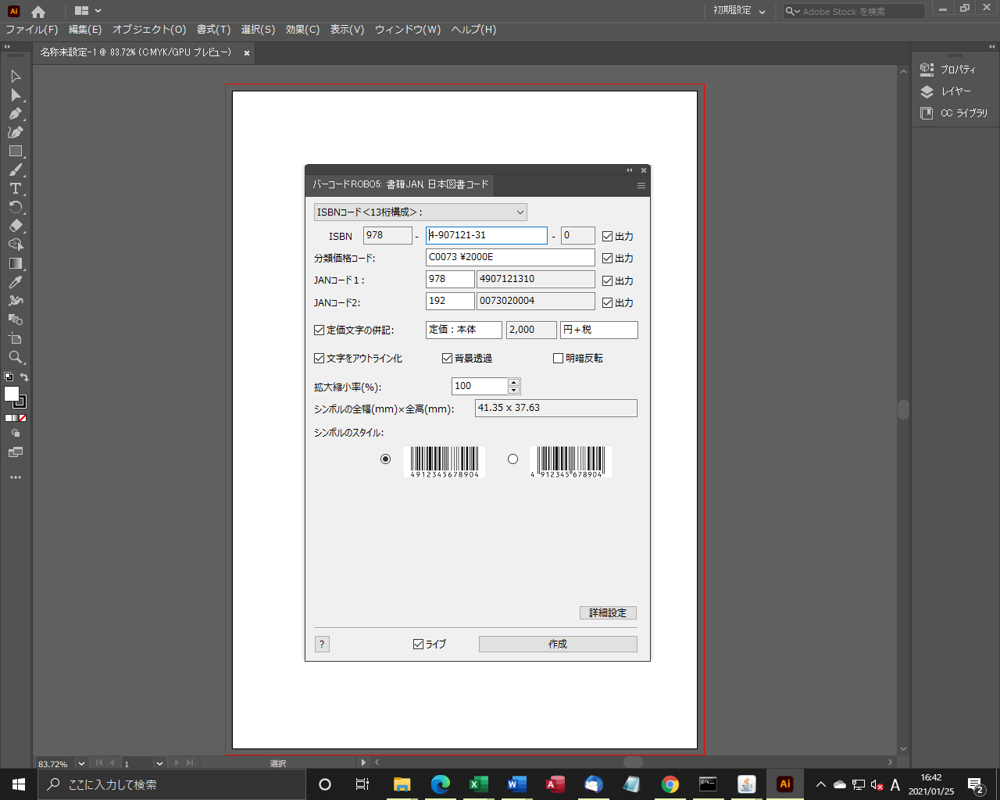 Ai
初期設定
Adobe Stock を検索
ファイル(F) 編集(E) オブジェクト(O) 書式(T) 選択(S) 効果(C) 表示(V) ウィンドウ(W) ヘルプ(H)
名称未設定-1 @ 83.72% (CMYK/GPU プレビュー) ×
プロパティ
レイヤー
CC ライブラリ
バーコードROBO5: 書籍JAN, 日本図書コード
ISBNコード<13桁構成>:
ISBN 978 - 4-907121-31 - 0 出力
分類価格コード: C0073 ¥2000E 出力
JANコード1: 978 4907121310 出力
JANコード2: 192 0073020004 出力
定価文字の併記: 定価:本体 2,000 円+税
文字をアウトライン化 背景透過 明暗反転
拡大縮小率(%): 100
シンボルの全幅(mm)×全高(mm): 41.35 x 37.63
シンボルのスタイル:
4912345678904 4 912345 678904
詳細設定
? ライブ 作成
83.72% 1 選択
ここに入力して検索
A
16:42
2021/01/25
2
Ai